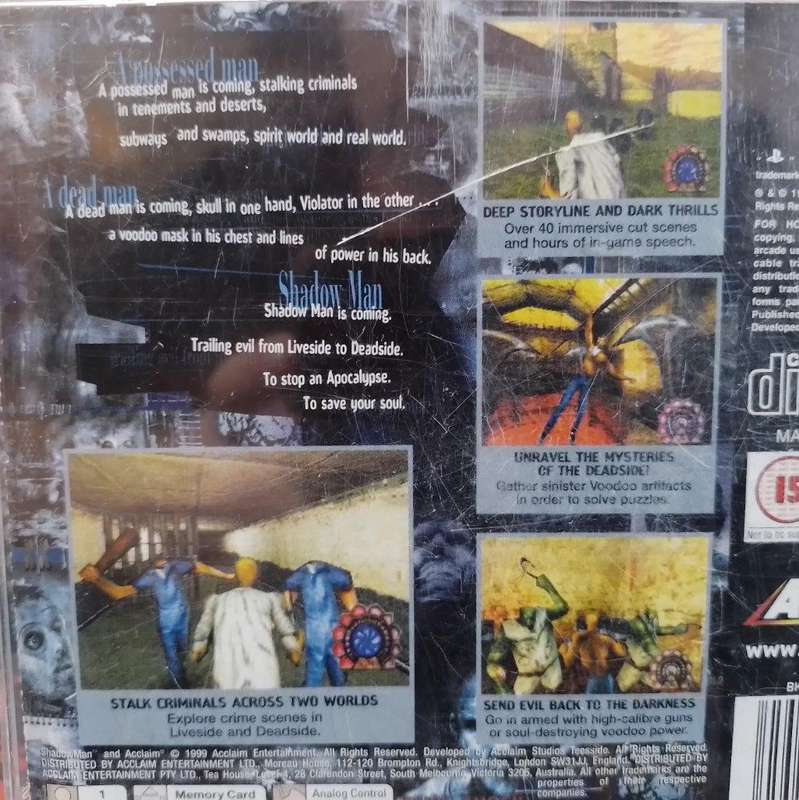 A possessed man
A possessed man is coming, stalking criminals
in tenements and deserts,
subways and swamps, spirit world and real world.
A dead man
A dead man is coming, skull in one hand, Violator in the other . . . .
a voodoo mask in his chest and lines
of power in his back.
Shadow Man
Shadow Man is coming.
Trailing evil from Liveside to Deadside.
To stop an Apocalypse.
To save your soul.
DEEP STORYLINE AND DARK THRILLS
Over 40 immersive cut scenes
and hours of in-game speech.
UNRAVEL THE MYSTERIES
OF THE DEADSIDE!
Gather sinister Voodoo artifacts
in order to solve puzzles.
STALK CRIMINALS ACROSS TWO WORLDS
Explore crime scenes in
Liveside and Deadside.
SEND EVIL BACK TO THE DARKNESS
Go in armed with high-calibre guns
or soul-destroying voodoo power.
ShadowMan™ and Acclaim® © 1999 Acclaim Entertainment. All Rights Reserved. Developed by Acclaim Studios Teesside. All Rights Reserved.
DISTRIBUTED BY ACCLAIM ENTERTAINMENT LTD., Moreau House, 112-120 Brompton Rd., Knightsbridge, London SW31JJ, England. DISTRIBUTED BY
ACCLAIM ENTERTAINMENT PTY LTD., Tea House Level 4, 28 Clarendon Street, South Melbourne, Victoria 3205, Australia. All other trademarks are the
properties of their respective
companies.
1
Memory Card
Analog Control
trademark
® & © 1
Rights Re
FOR HO
copying,
arcade us
cable tra
distributio
any trad
forms pa
Published
Develope
MA
15
Not to be su
A
www.